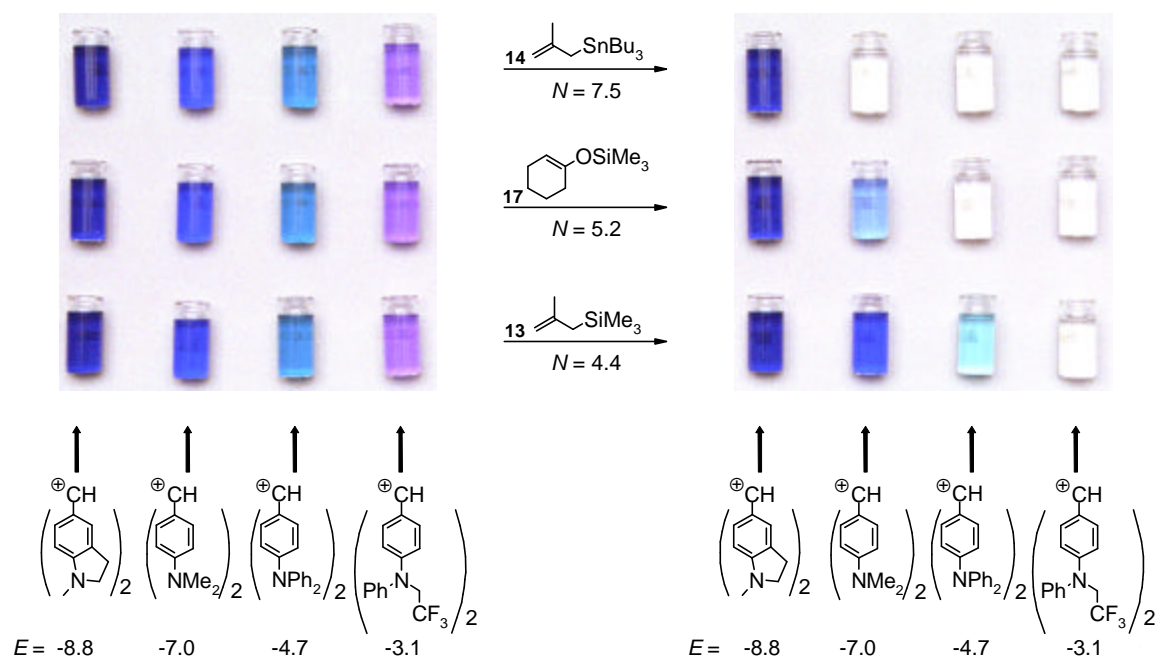 14 SnBu3
N = 7.5
OSiMe3
17
N = 5.2
13 SiMe3
N = 4.4
⊕CH ⊕CH ⊕CH ⊕CH ⊕CH ⊕CH ⊕CH ⊕CH
N 2 NMe2 2 NPh2 2 Ph N 2 N 2 NMe2 2 NPh2 2 Ph N 2
CF3 CF3
E = -8.8 -7.0 -4.7 -3.1 E = -8.8 -7.0 -4.7 -3.1